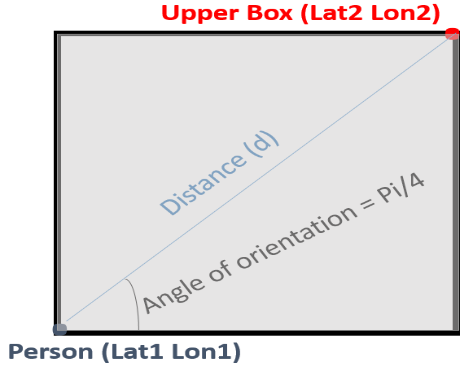 Upper Box (Lat2 Lon2)
Distance (d)
Angle of orientation = Pi/4
Person (Lat1 Lon1)